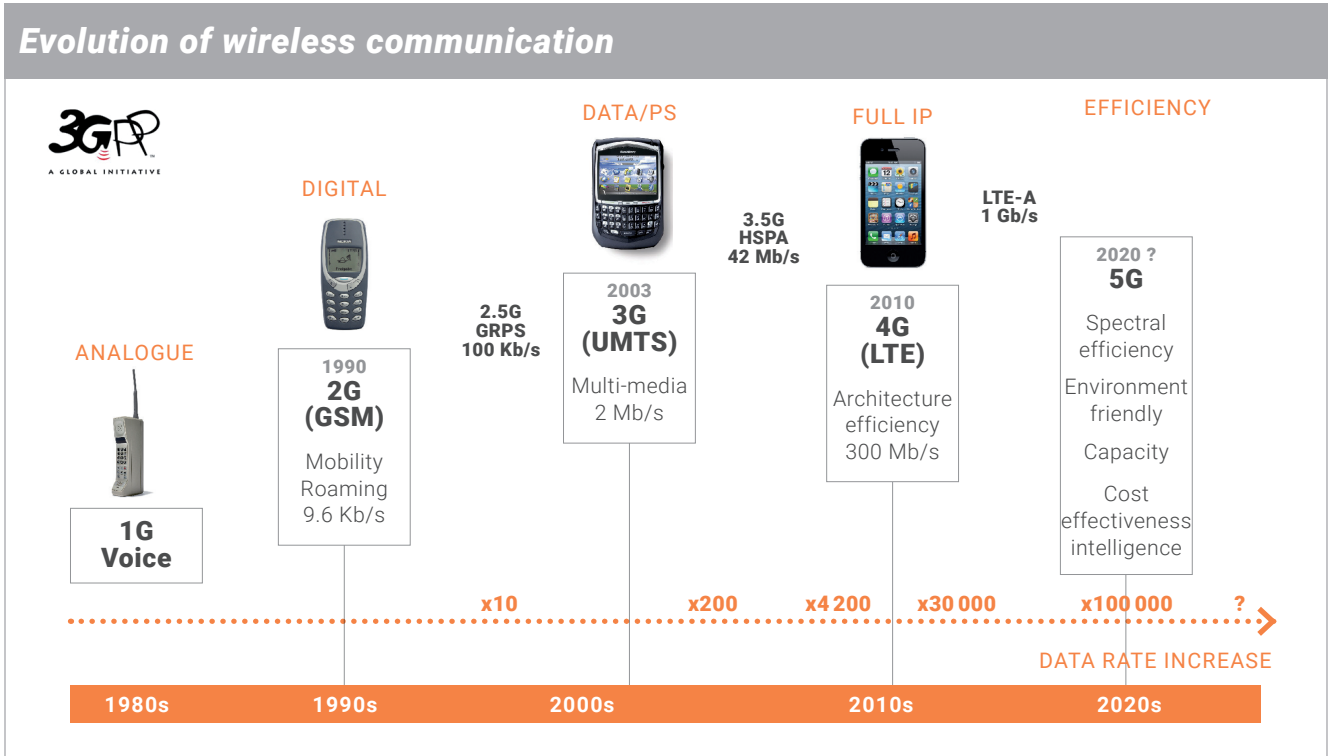 Evolution of wireless communication
3GPP
™
A GLOBAL INITIATIVE
ANALOGUE
1G
Voice
DIGITAL
1990
2G
(GSM)
Mobility
Roaming
9.6 Kb/s
2.5G
GRPS
100 Kb/s
DATA/PS
2003
3G
(UMTS)
Multi-media
2 Mb/s
3.5G
HSPA
42 Mb/s
FULL IP
2010
4G
(LTE)
Architecture
efficiency
300 Mb/s
LTE-A
1 Gb/s
EFFICIENCY
2020 ?
5G
Spectral
efficiency
Environment
friendly
Capacity
Cost
effectiveness
intelligence
x10 x200 x4 200 x30 000 x100 000 ?
DATA RATE INCREASE
1980s 1990s 2000s 2010s 2020s